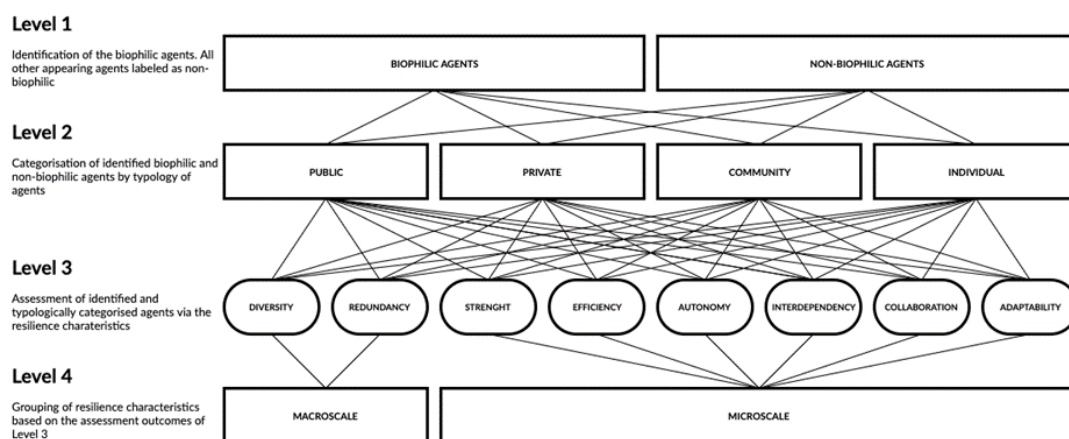 Level 1
Identification of the biophilic agents. All
other appearing agents labeled as non-
biophilic
BIOPHILIC AGENTS
NON-BIOPHILIC AGENTS
Level 2
Categorisation of identified biophilic and
non-biophilic agents by typology of
agents
PUBLIC
PRIVATE
COMMUNITY
INDIVIDUAL
Level 3
Assessment of identified and
typologically categorised agents via the
resilience charateristics
DIVERSITY
REDUNDANCY
STRENGHT
EFFICIENCY
AUTONOMY
INTERDEPENDENCY
COLLABORATION
ADAPTABILITY
Level 4
Grouping of resilience characteristics
based on the assessment outcomes of
Level 3
MACROSCALE
MICROSCALE